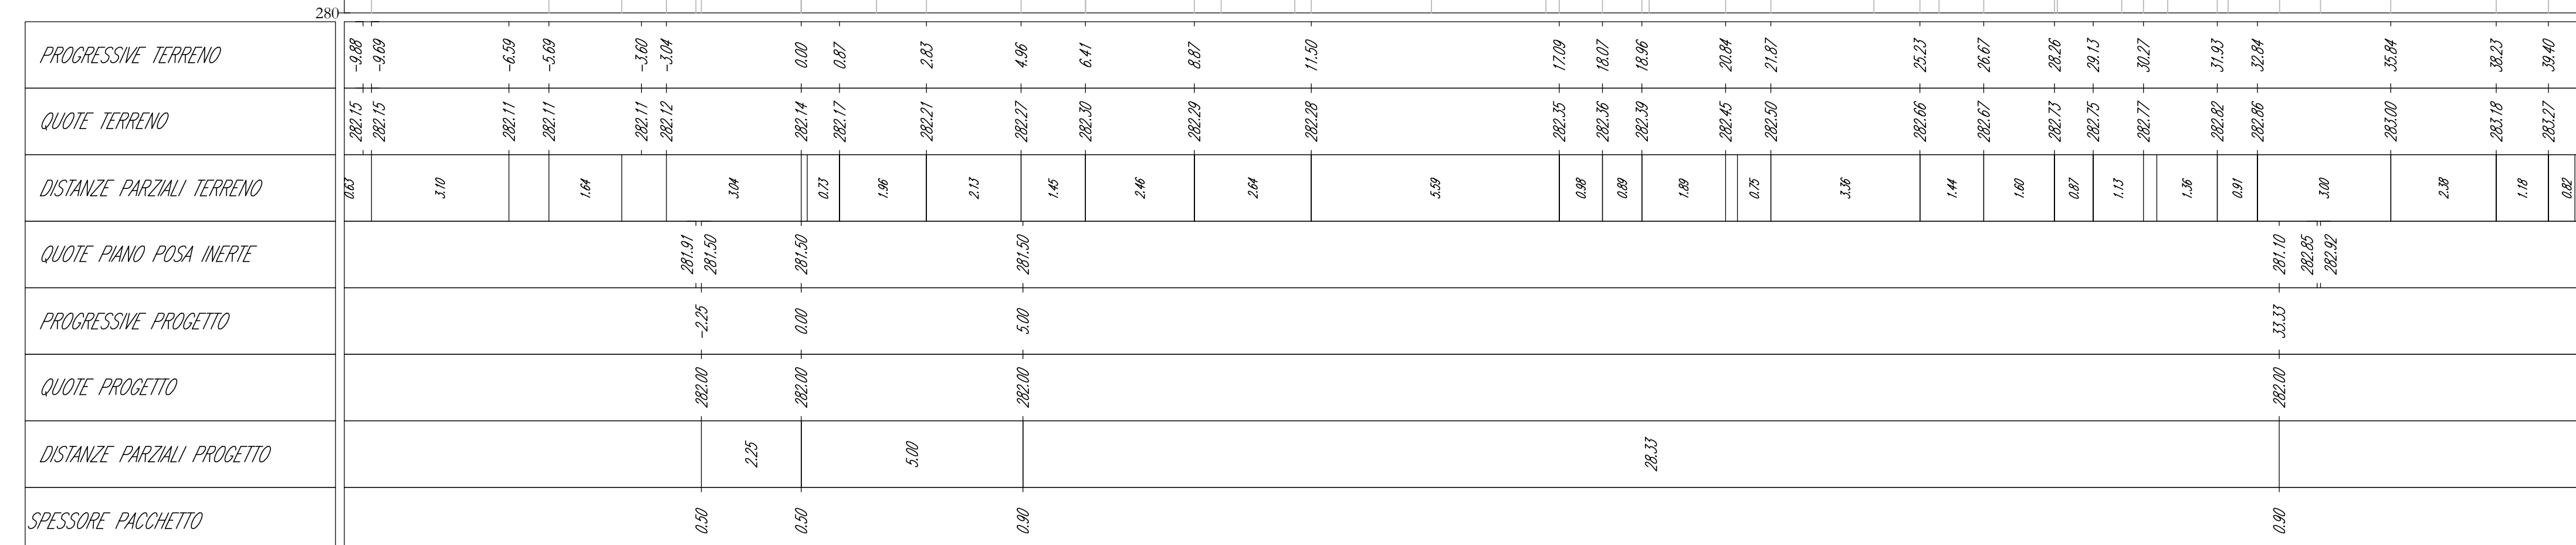 280
PROGRESSIVE TERRENO -9.88 -9.69 -6.59 -5.69 -3.60 -3.04 0.00 0.87 2.83 4.96 6.41 8.87 11.50 17.09 18.07 18.96 20.84 21.87 25.23 26.67 28.26 29.13 30.27 31.93 32.84 35.84 38.23 39.40
QUOTE TERRENO 282.15 282.15 282.11 282.11 282.11 282.12 282.14 282.17 282.21 282.27 282.30 282.29 282.28 282.35 282.36 282.39 282.45 282.50 282.66 282.67 282.73 282.75 282.77 282.82 282.86 283.00 283.18 283.27
DISTANZE PARZIALI TERRENO 0.63 3.10 1.64 3.04 0.73 1.96 2.13 1.45 2.46 2.64 5.59 0.98 0.89 1.89 0.75 3.36 1.44 1.60 0.87 1.13 1.36 0.91 3.00 2.38 1.18 0.82
QUOTE PIANO POSA INERTE 281.91 281.50 281.50 281.50 281.10 282.85 282.92
PROGRESSIVE PROGETTO -2.25 0.00 5.00 33.33
QUOTE PROGETTO 282.00 282.00 282.00 282.00
DISTANZE PARZIALI PROGETTO 2.25 5.00 28.33
SPESSORE PACCHETTO 0.50 0.50 0.90 0.90